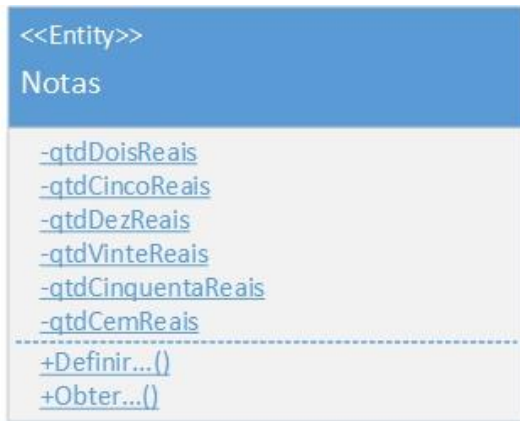 <<Entity>>
Notas
-qtdDoisReais
-qtdCincoReais
-qtdDezReais
-qtdVinteReais
-qtdCinquentaReais
-qtdCemReais
+Definir...()
+Obter...()